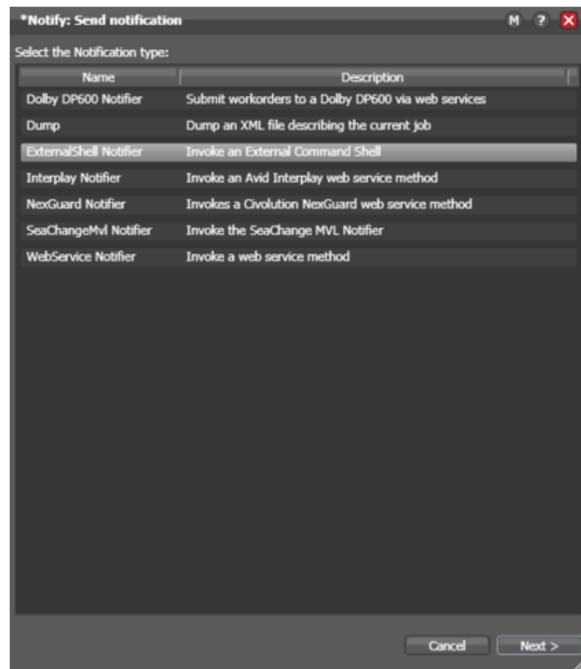 *Notify: Send notification M ? X
Select the Notification type:
Name Description
Dolby DP600 Notifier Submit workorders to a Dolby DP600 via web services
Dump Dump an XML file describing the current job
ExternalShell Notifier Invoke an External Command Shell
Interplay Notifier Invoke an Avid Interplay web service method
NexGuard Notifier Invokes a Civolution NexGuard web service method
SeaChangeMvl Notifier Invoke the SeaChange MVL Notifier
WebService Notifier Invoke a web service method
Cancel Next >